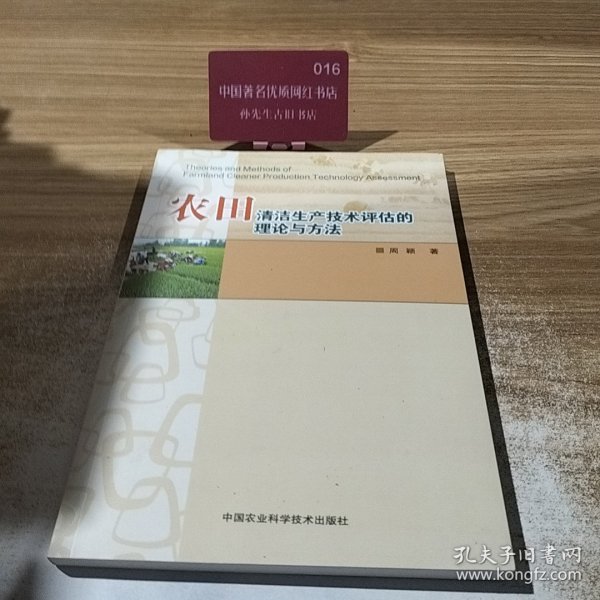 016
中国著名优质网红书店
孙先生古旧书店
Theories and Methods of
Farmland Cleaner Production Technology Assessment
农田清洁生产技术评估的
理论与方法
周 颖 著
中国农业科学技术出版社
孔夫子旧书网
www.kongfz.com